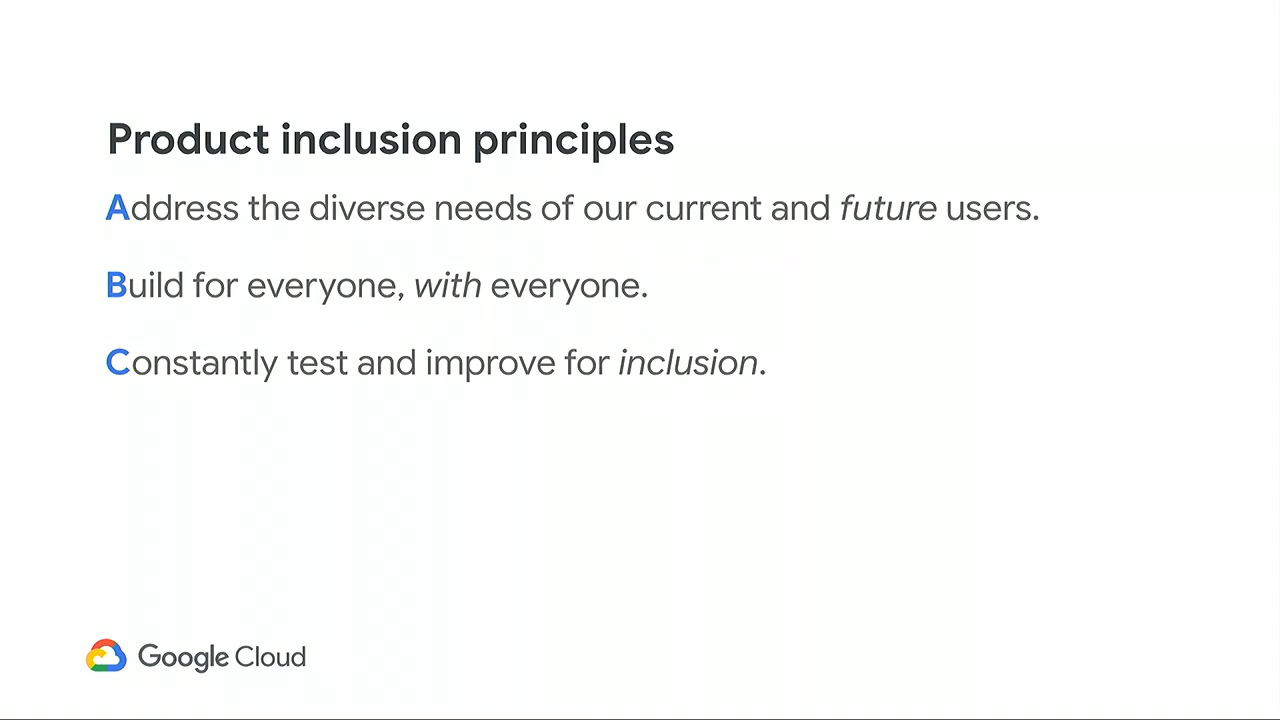 Product inclusion principles
Address the diverse needs of our current and future users.
Build for everyone, with everyone.
Constantly test and improve for inclusion.
Google Cloud